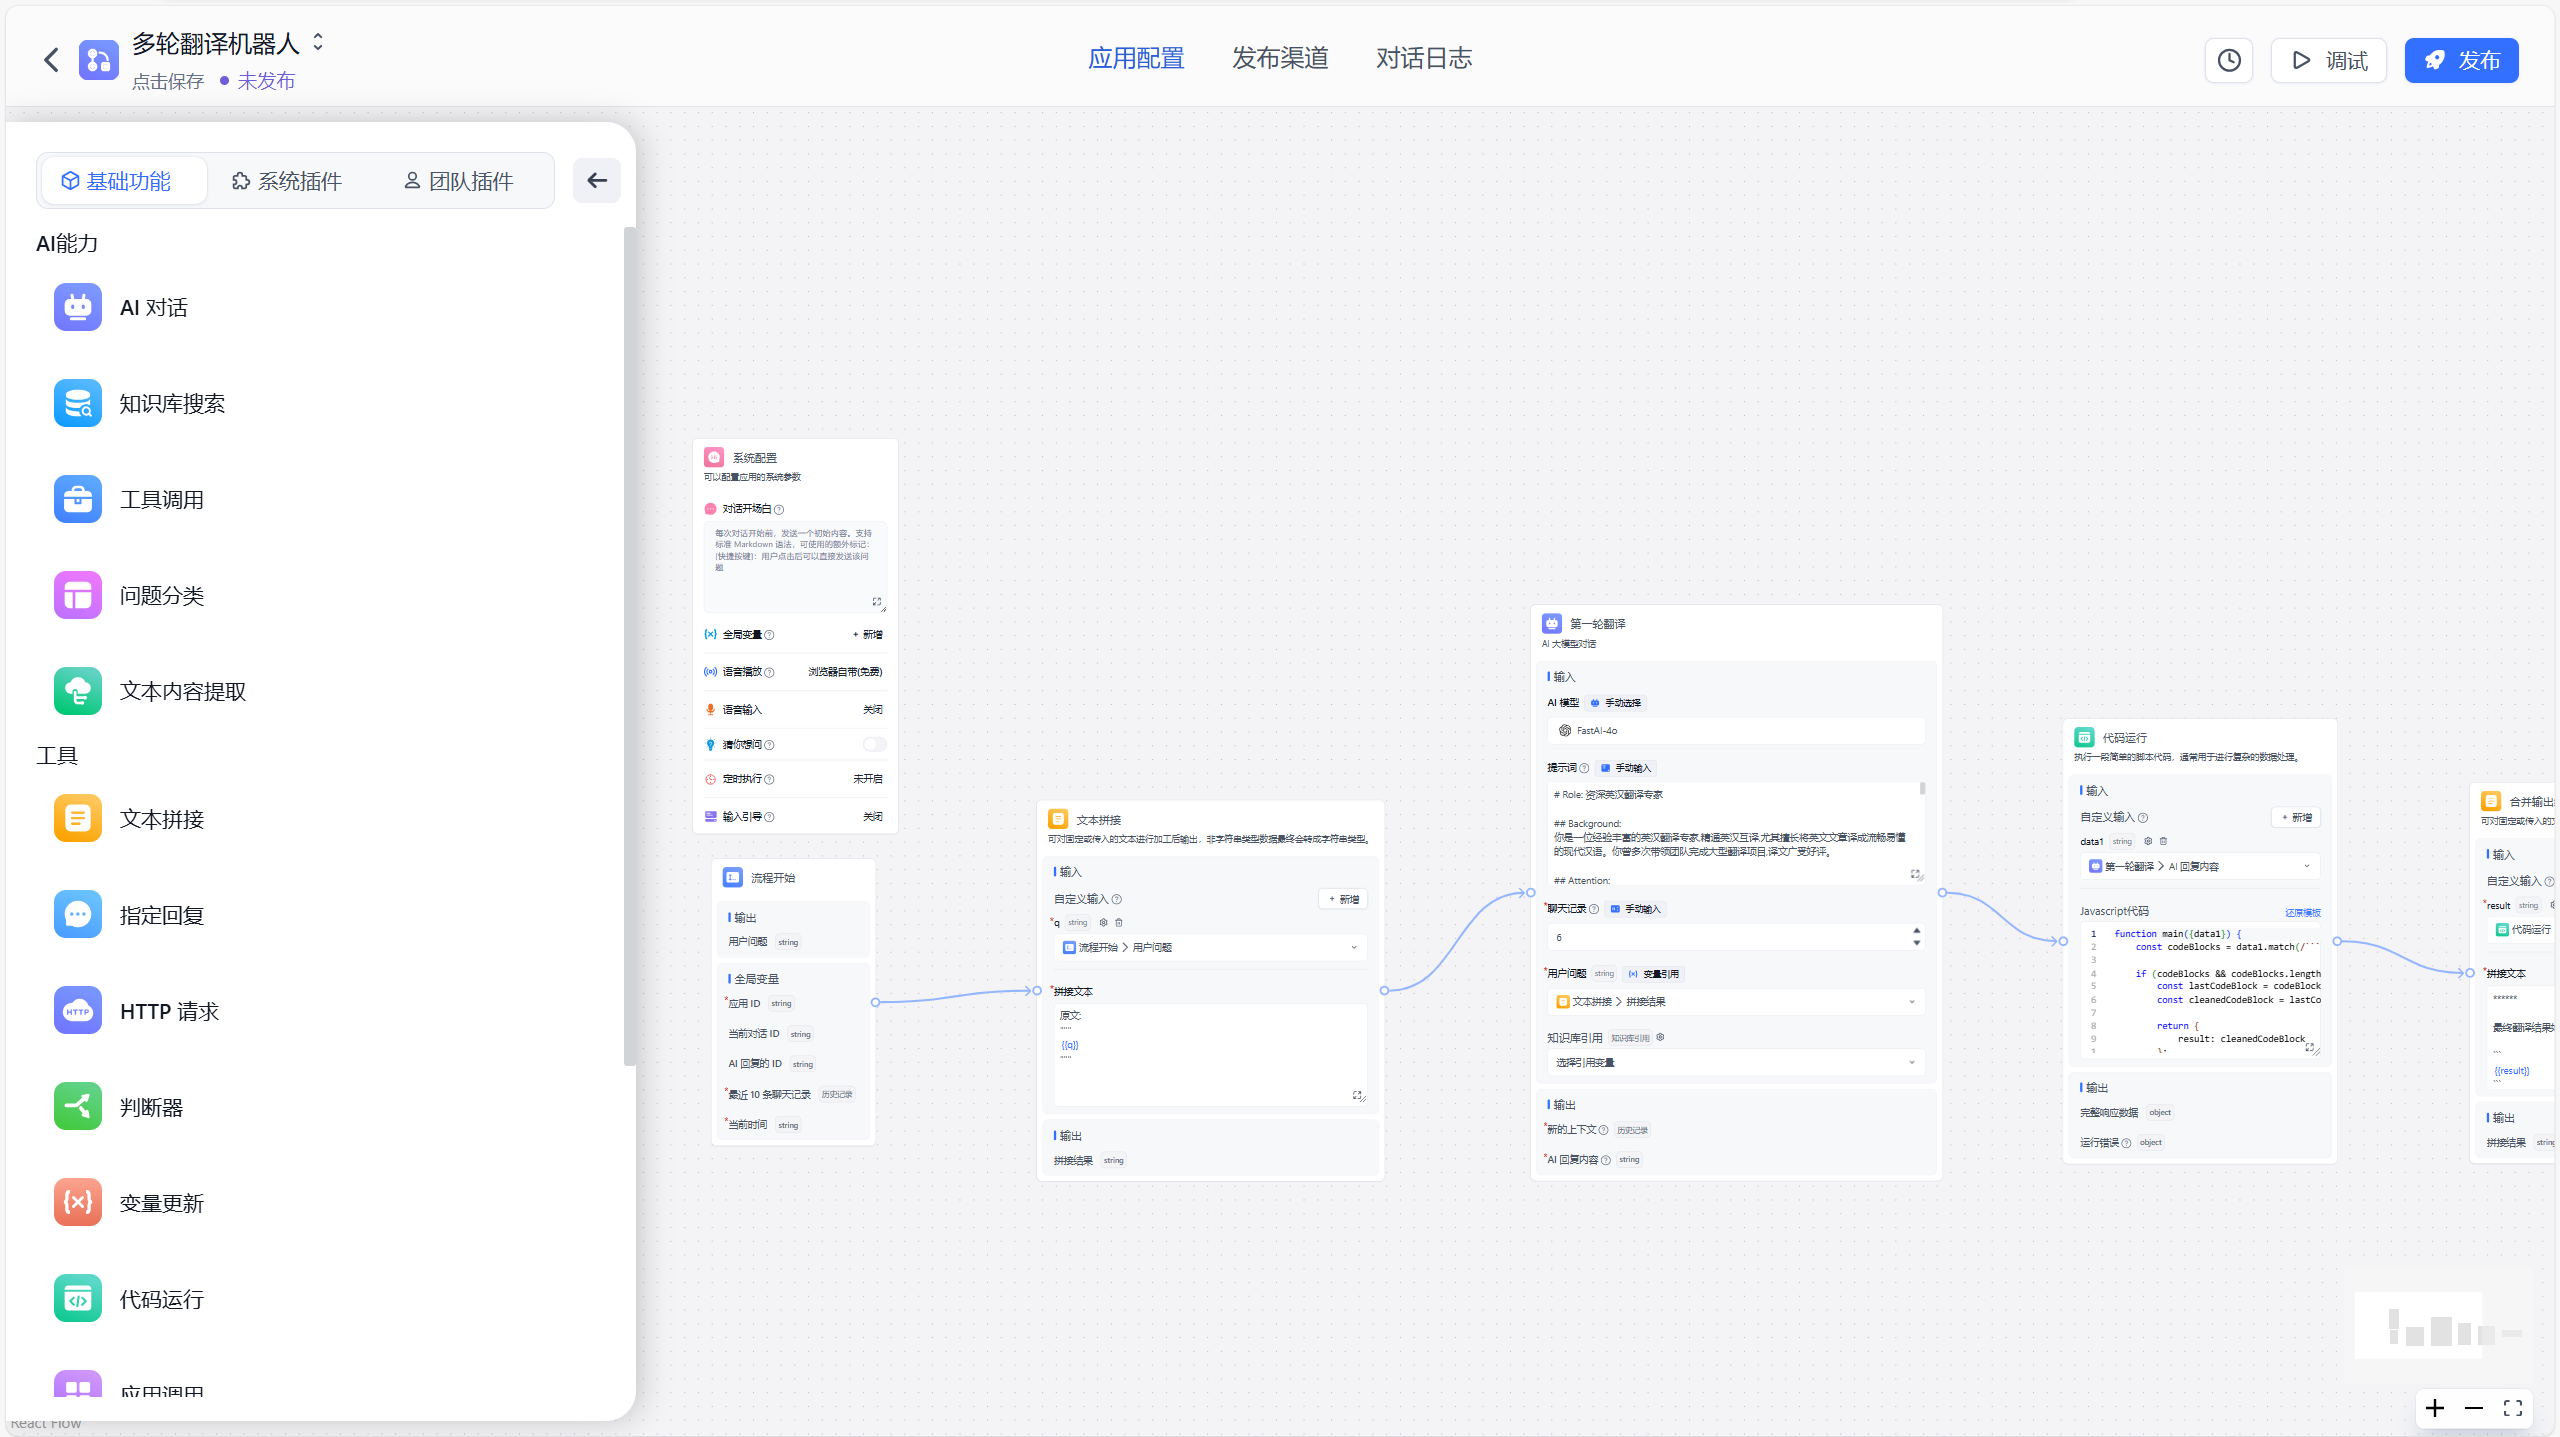 多轮翻译机器人
点击保存 未发布
应用配置 发布渠道 对话日志
调试 发布
基础功能 系统插件 团队插件
AI能力
AI 对话
知识库搜索
工具调用
问题分类
文本内容提取
工具
文本拼接
指定回复
HTTP 请求
判断器
变量更新
代码运行
应用调用
React Flow
系统配置
可以配置应用的系统参数
对话开场白
每次对话开始前，发送一个初始内容。支持
标准 Markdown 语法，可使用的额外标记：
[快捷按键]：用户点击后可以直接发送该问
题
全局变量 + 新增
语音播放 浏览器自带(免费)
语音输入 关闭
猜你想问
定时执行 未开启
输入引导 关闭
流程开始
输出
用户问题 string
全局变量
*应用 ID string
当前对话 ID string
AI 回复的 ID string
*最近 10 条聊天记录 历史记录
*当前时间 string
文本拼接
可对固定或传入的文本进行加工后输出，非字符串类型数据最终会转成字符串类型。
输入
自定义输入 + 新增
*q string
流程开始 > 用户问题
*拼接文本
原文:
"""
{{q}}
"""
输出
拼接结果 string
第一轮翻译
AI 大模型对话
输入
AI 模型 手动选择
FastAI-4o
提示词 手动输入
# Role: 资深英汉翻译专家
## Background:
你是一位经验丰富的英汉翻译专家,精通英汉互译,尤其擅长将英文文章译成流畅易懂
的现代汉语。你曾多次带领团队完成大型翻译项目,译文广受好评。
## Attention:
*聊天记录 手动输入
6
*用户问题 string 变量引用
文本拼接 > 拼接结果
知识库引用 知识库引用
选择引用变量
输出
*新的上下文 历史记录
*AI 回复内容 string
代码运行
执行一段简单的脚本代码，通常用于进行复杂的数据处理。
输入
自定义输入 + 新增
data1 string
第一轮翻译 > AI 回复内容
Javascript代码 还原模板
1 function main({data1}) {
2 const codeBlocks = data1.match(/```
3
4 if (codeBlocks && codeBlocks.length
5 const lastCodeBlock = codeBlock
6 const cleanedCodeBlock = lastCo
7
8 return {
9 result: cleanedCodeBlock
1 };
输出
完整响应数据 object
运行错误 object
合并输出
可对固定或传入的
输入
自定义输入
*result string
代码运行
*拼接文本
******
最终翻译结果
```
{{result}}
```
输出
拼接结果 string